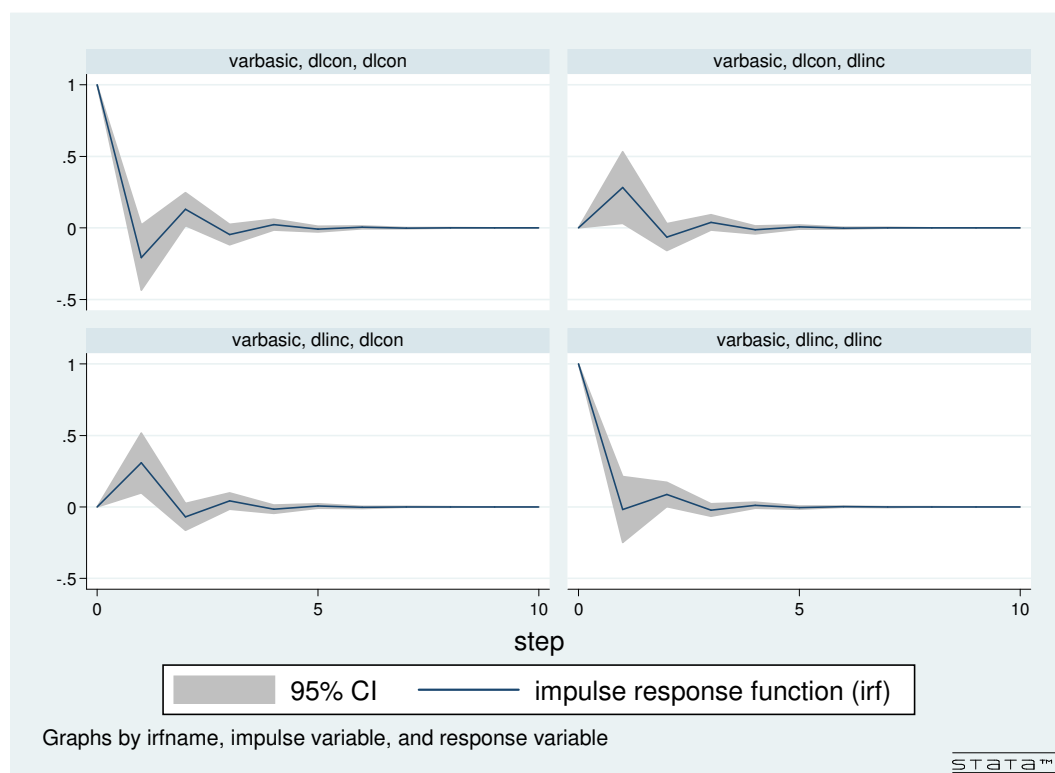 varbasic, dlcon, dlcon
varbasic, dlcon, dlinc
1
.5
0
-.5
varbasic, dlinc, dlcon
varbasic, dlinc, dlinc
1
.5
0
-.5
0
5
10
0
5
10
step
95% CI
impulse response function (irf)
Graphs by irfname, impulse variable, and response variable
STATA™